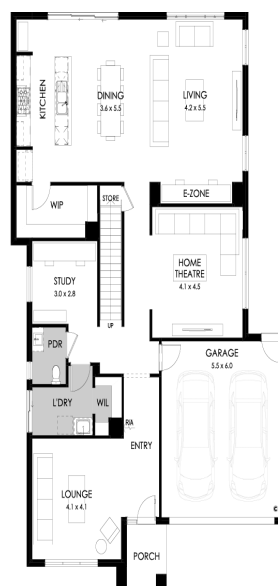 KITCHEN
DINING
3.6 x 5.5
LIVING
4.2 x 5.5
E-ZONE
WIP
STORE
STUDY
3.0 x 2.8
HOME
THEATRE
4.1 x 4.5
UP
PDR
GARAGE
5.5 x 6.0
L'DRY
WIL
R/A
ENTRY
LOUNGE
4.1 x 4.1
PORCH